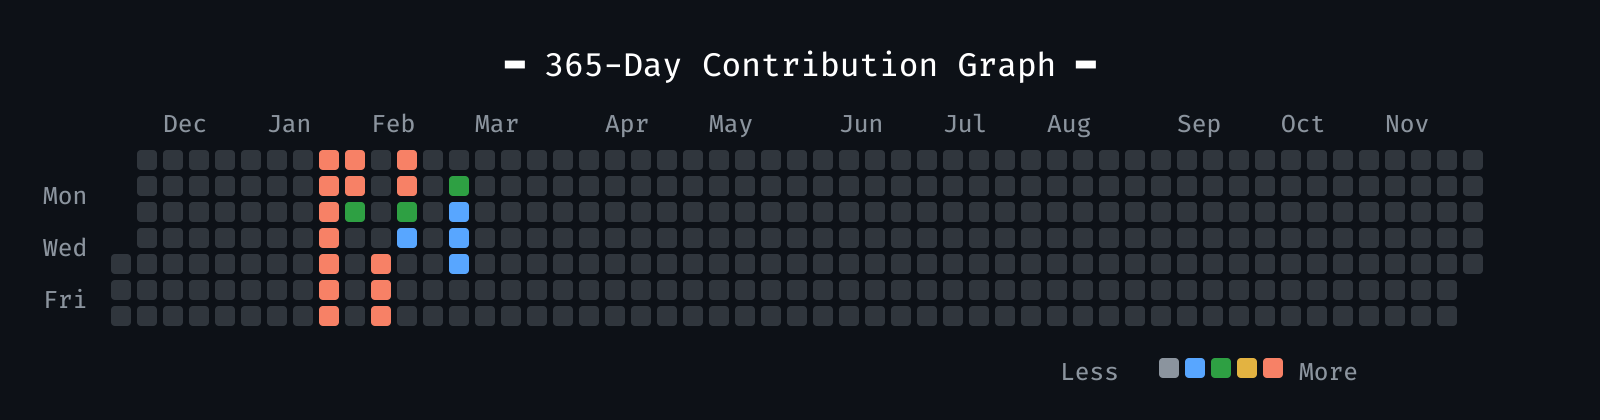 ━ 365-Day Contribution Graph ━
Dec Jan Feb Mar Apr May Jun Jul Aug Sep Oct Nov
Mon
Wed
Fri
Less More